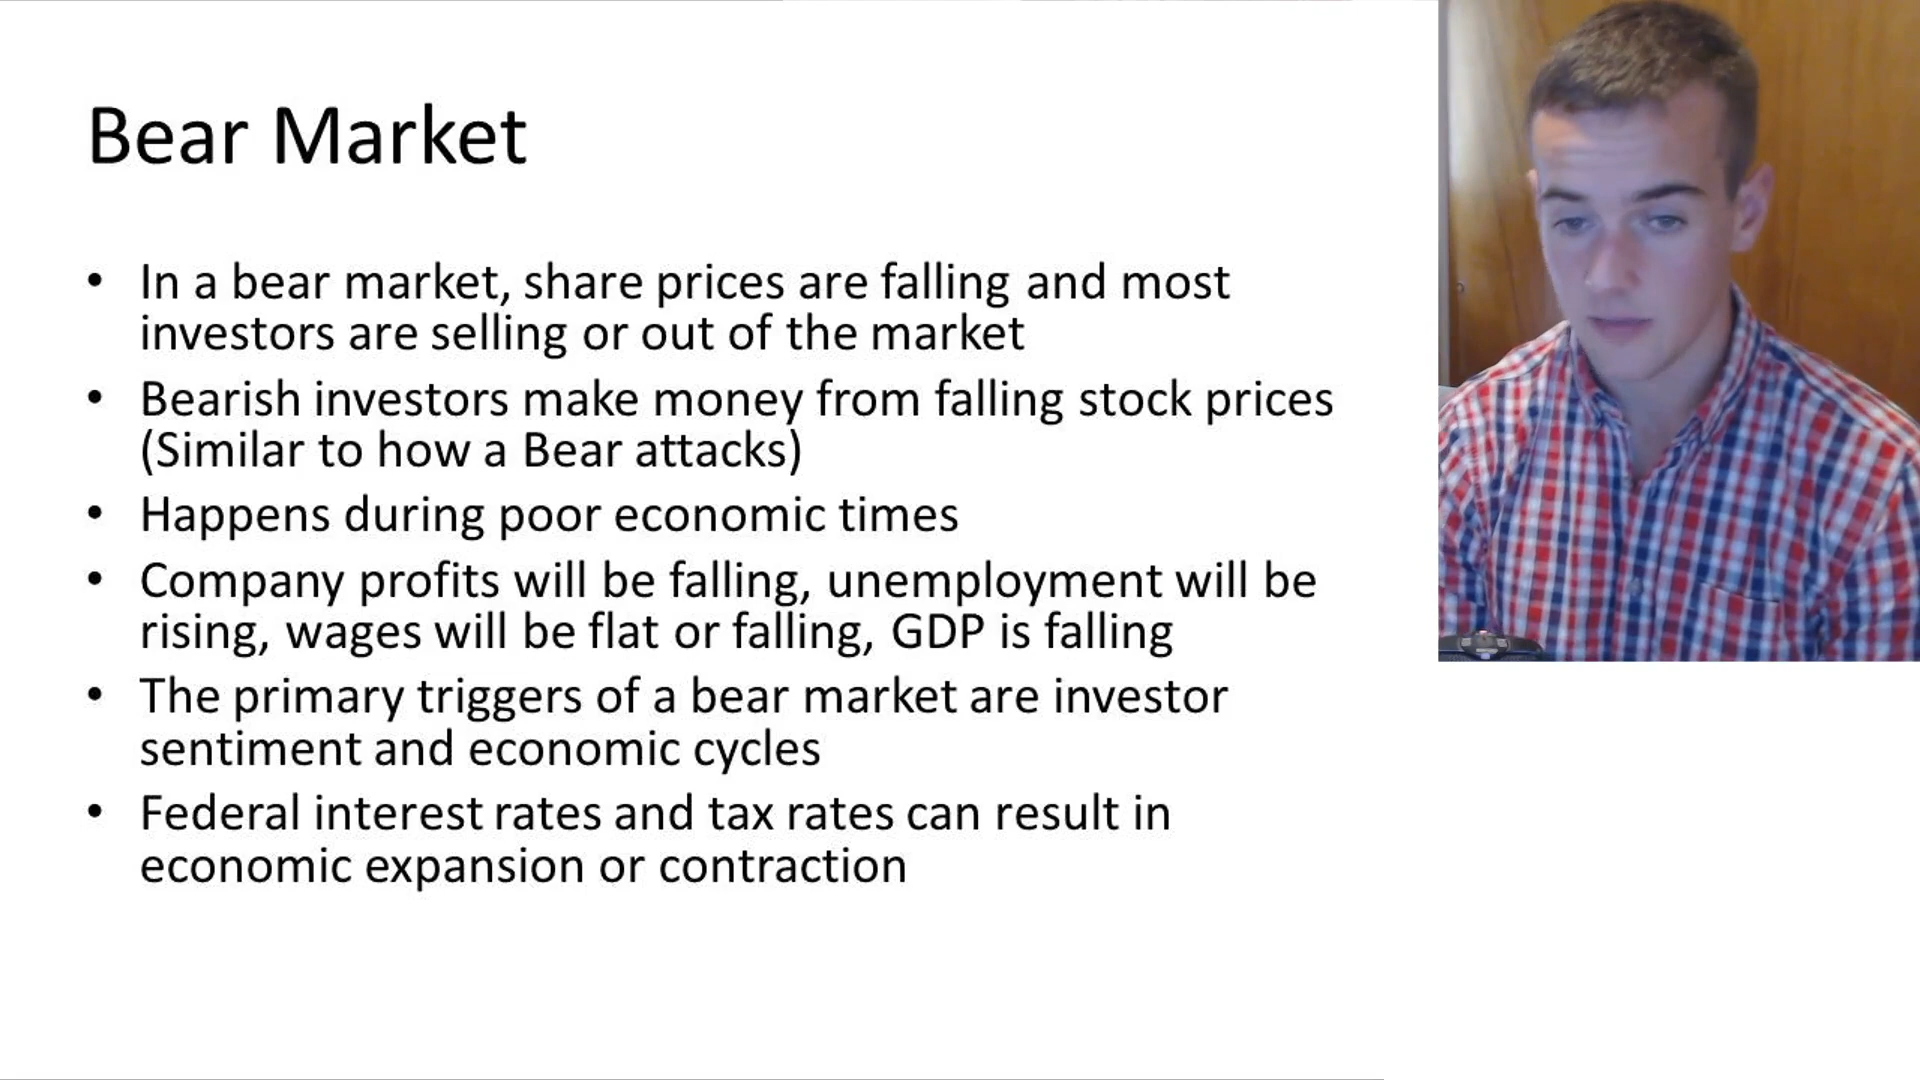 Bear Market
• In a bear market, share prices are falling and most
investors are selling or out of the market
• Bearish investors make money from falling stock prices
(Similar to how a Bear attacks)
• Happens during poor economic times
• Company profits will be falling, unemployment will be
rising, wages will be flat or falling, GDP is falling
• The primary triggers of a bear market are investor
sentiment and economic cycles
• Federal interest rates and tax rates can result in
economic expansion or contraction